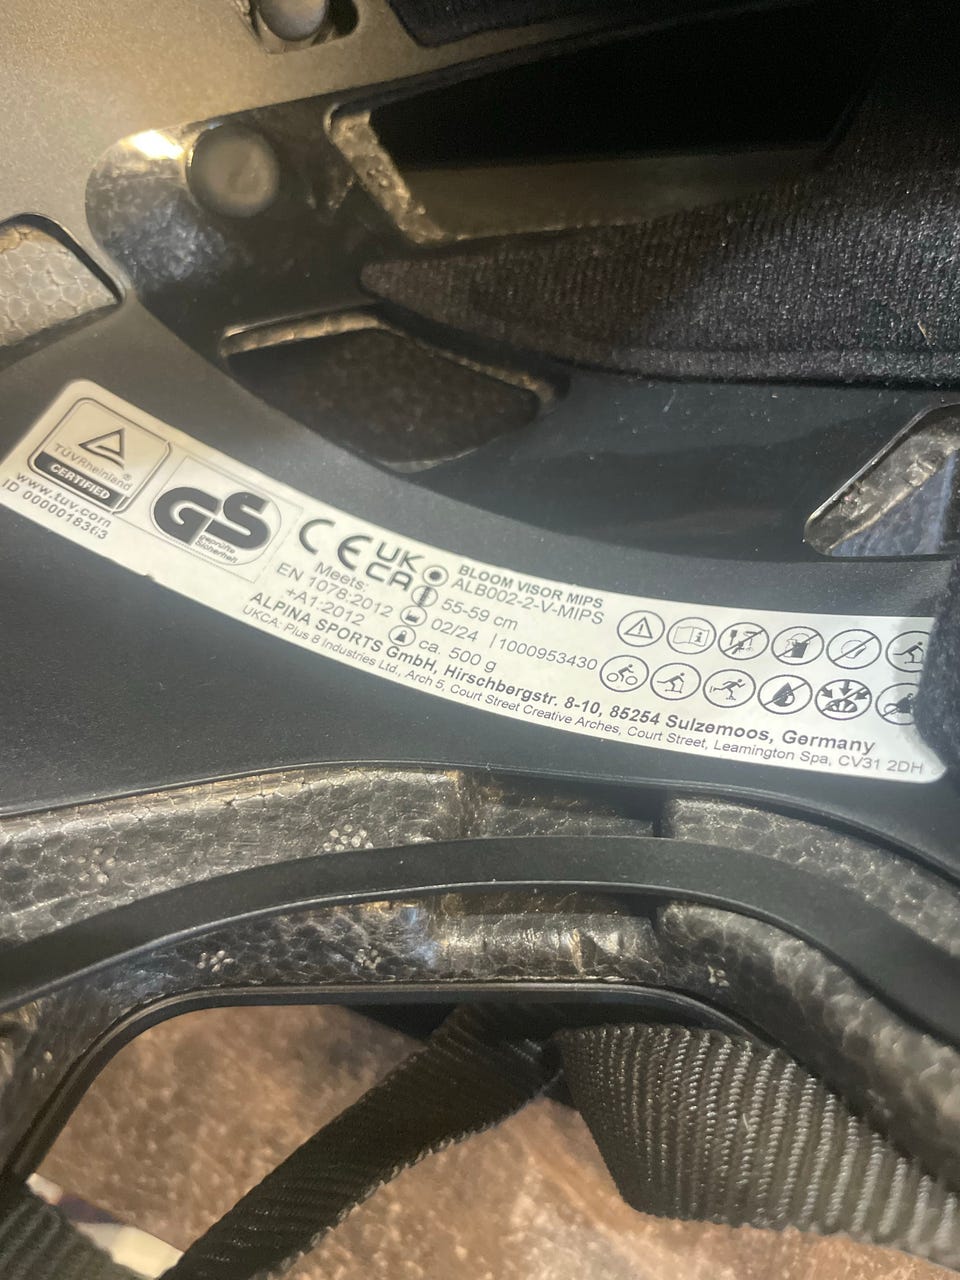 TÜVRheinland®
CERTIFIED
www.tuv.com
GS
geprüfte
Sicherheit
CE
UK
CA
Meets:
EN 1078:2012
+A1:2012
BLOOM VISOR MIPS
ALB002-2-V-MIPS
55-59 cm
02/24 | 1000953430
ca. 500 g
ALPINA SPORTS GmbH, Hirschbergstr. 8-10, 85254 Sulzemoos, Germany
UKCA: Plus 8 Industries Ltd., Arch 5, Court Street Creative Arches, Court Street, Leamington Spa, CV31 2DH